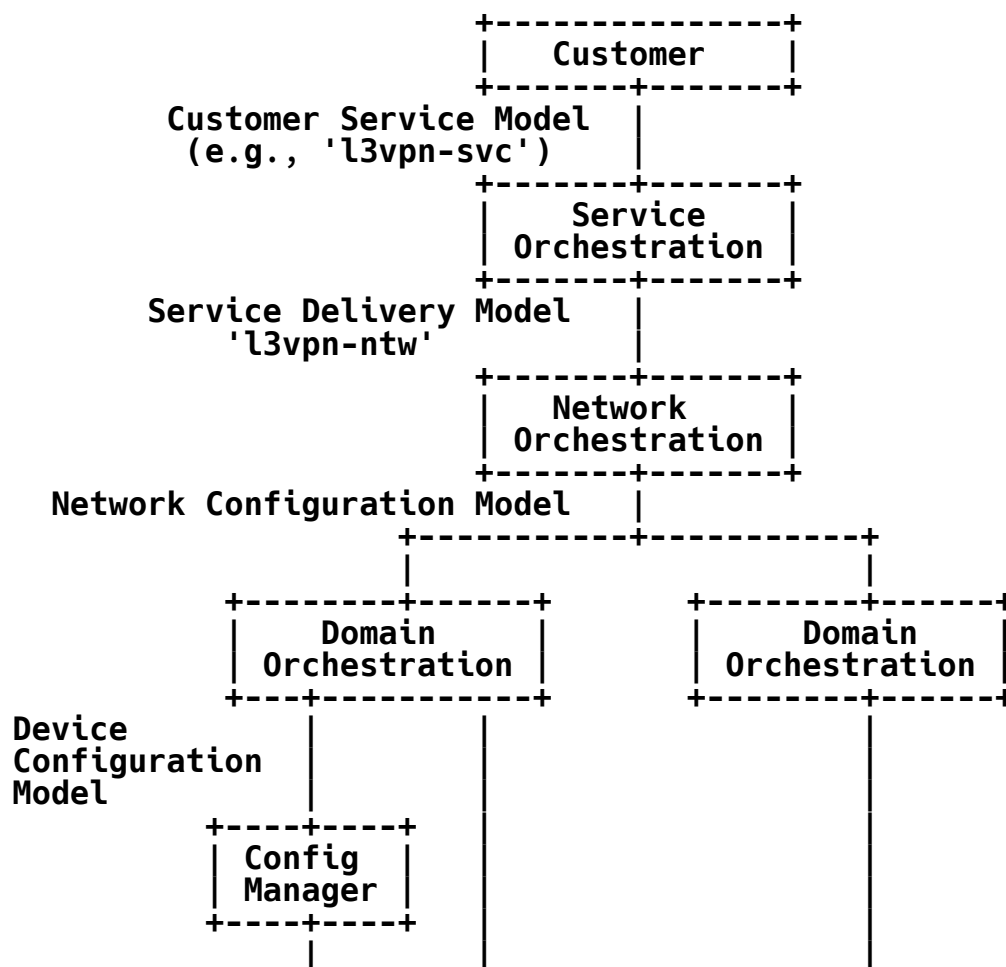 Customer
Customer Service Model
(e.g., 'l3vpn-svc')
Service
Orchestration
Service Delivery Model
'l3vpn-ntw'
Network
Orchestration
Network Configuration Model
Domain Domain
Orchestration Orchestration
Device
Configuration
Model
Config
Manager